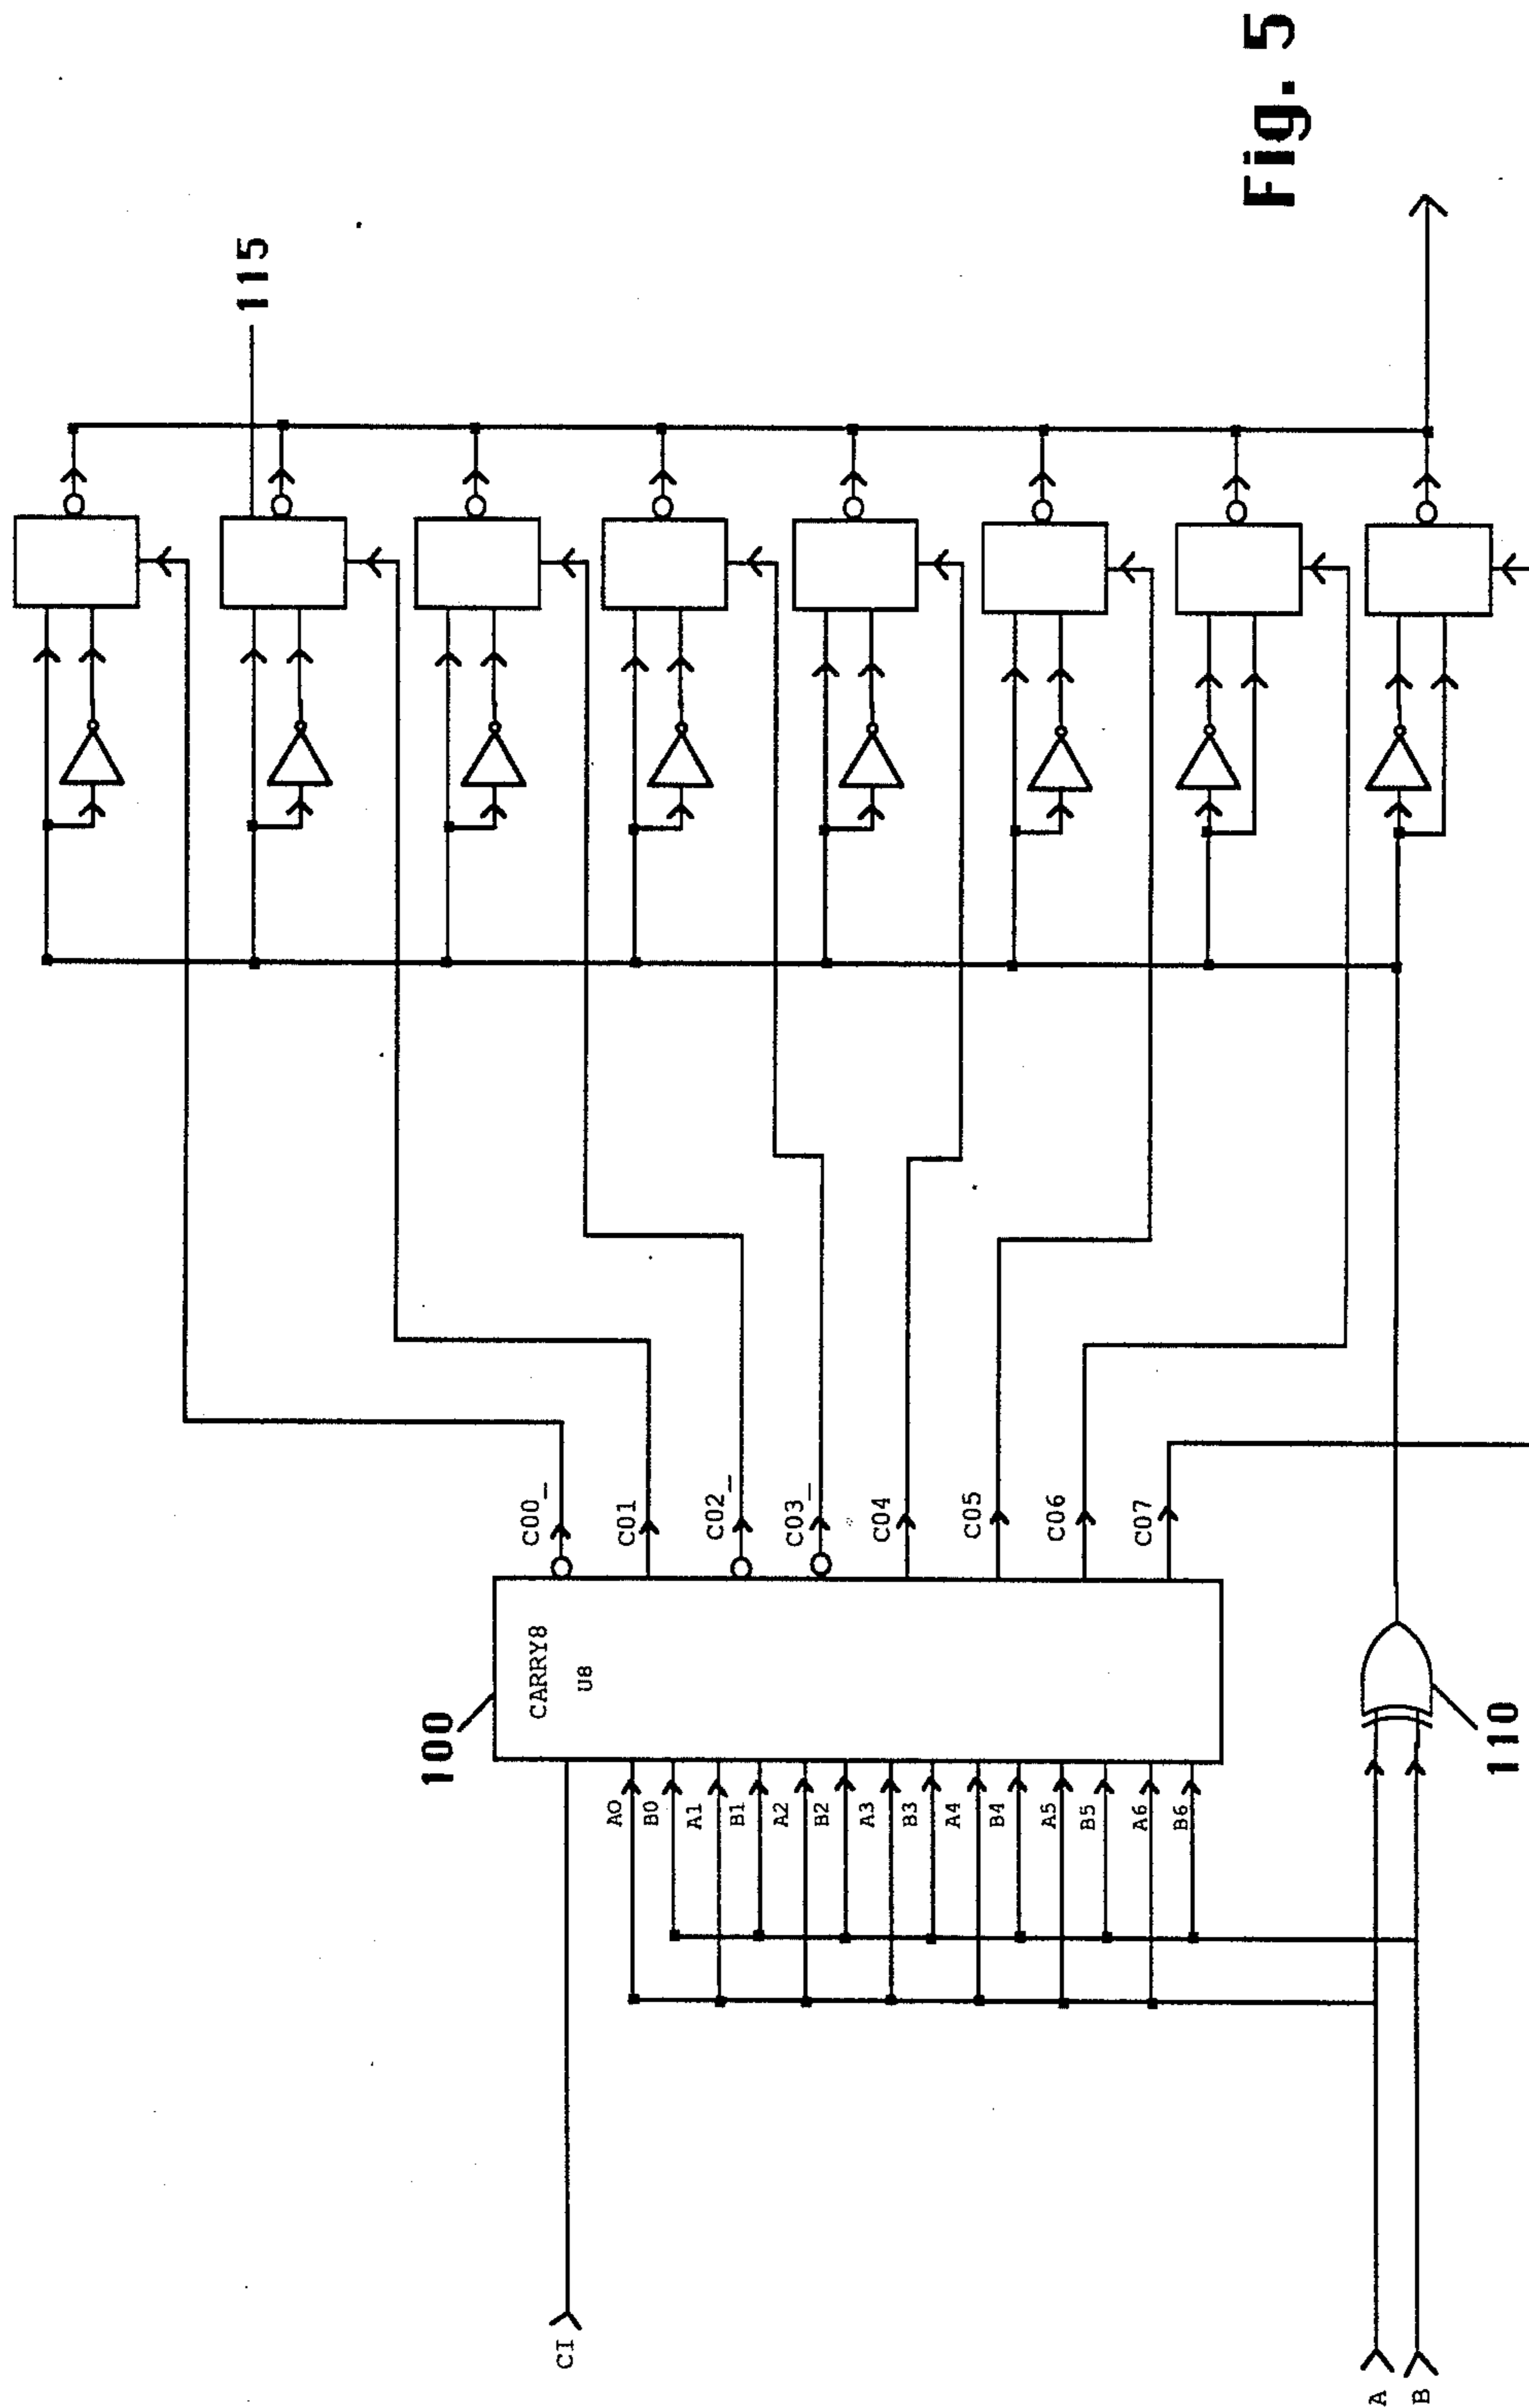 Fig. 5
115
100
CARRY8
U8
C00_
C01
C02_
C03_
C04
C05
C06
C07
CI
A0
B0
A1
B1
A2
B2
A3
B3
A4
B4
A5
B5
A6
B6
A
B
110